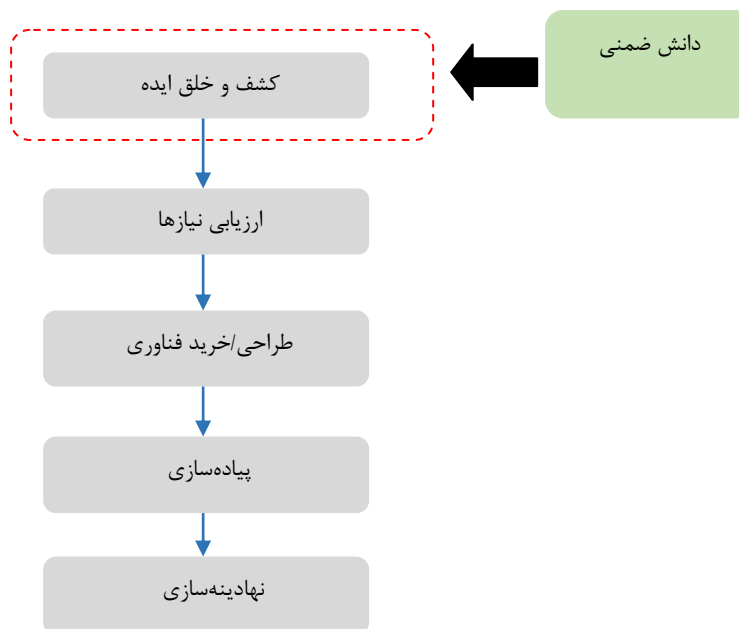 دانش ضمنی
کشف و خلق ایده
ارزیابی نیازها
طراحی/خرید فناوری
پیاده‌سازی
نهادینه‌سازی